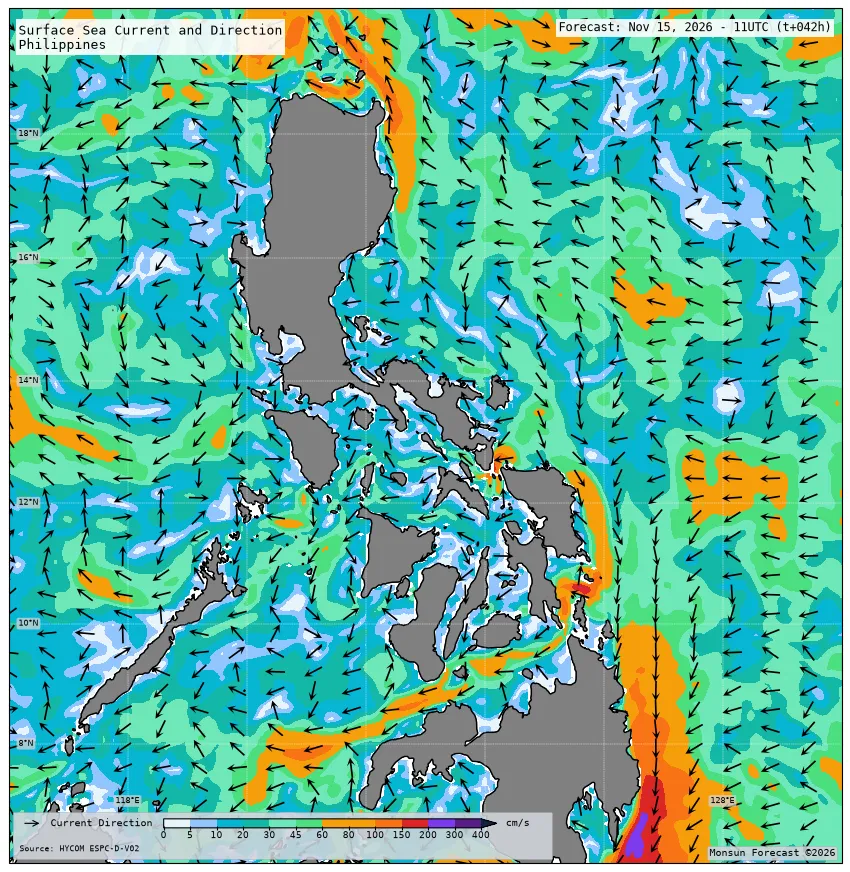 Surface Sea Current and Direction
Philippines
Forecast: Nov 15, 2026 - 11UTC (t+042h)
18°N
16°N
14°N
12°N
10°N
8°N
118°E
128°E
Current Direction
0 5 10 20 30 45 60 80 100 150 200 300 400
cm/s
Source: HYCOM ESPC-D-V02
Monsun Forecast ©2026